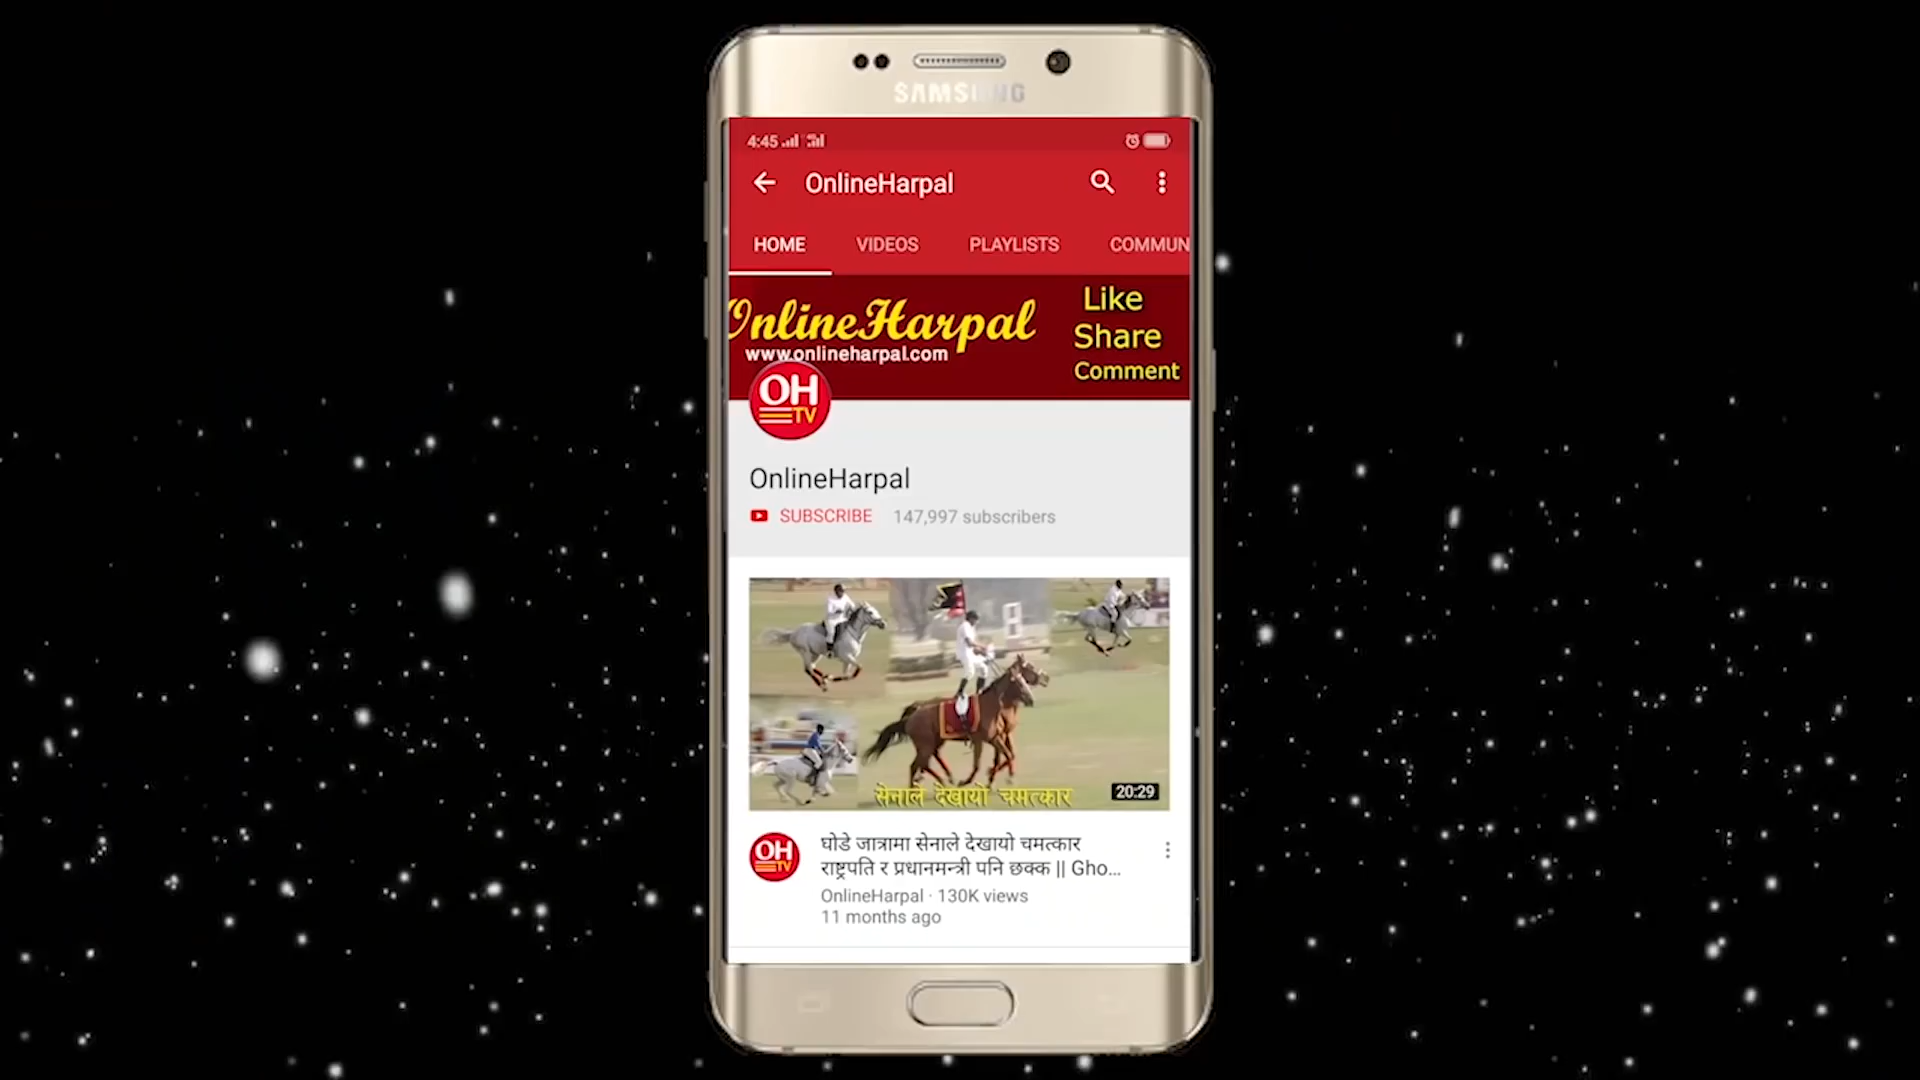 SAMSUNG
4:45
OnlineHarpal
HOME VIDEOS PLAYLISTS COMMUN
OnlineHarpal
www.onlineharpal.com
Like
Share
Comment
OH
TV
OnlineHarpal
SUBSCRIBE 147,997 subscribers
8
सेनाले देखायो चमत्कार
20:29
OH
TV
घोडे जात्रामा सेनाले देखायो चमत्कार
राष्ट्रपति र प्रधानमन्त्री पनि छक्क || Gho...
OnlineHarpal · 130K views
11 months ago